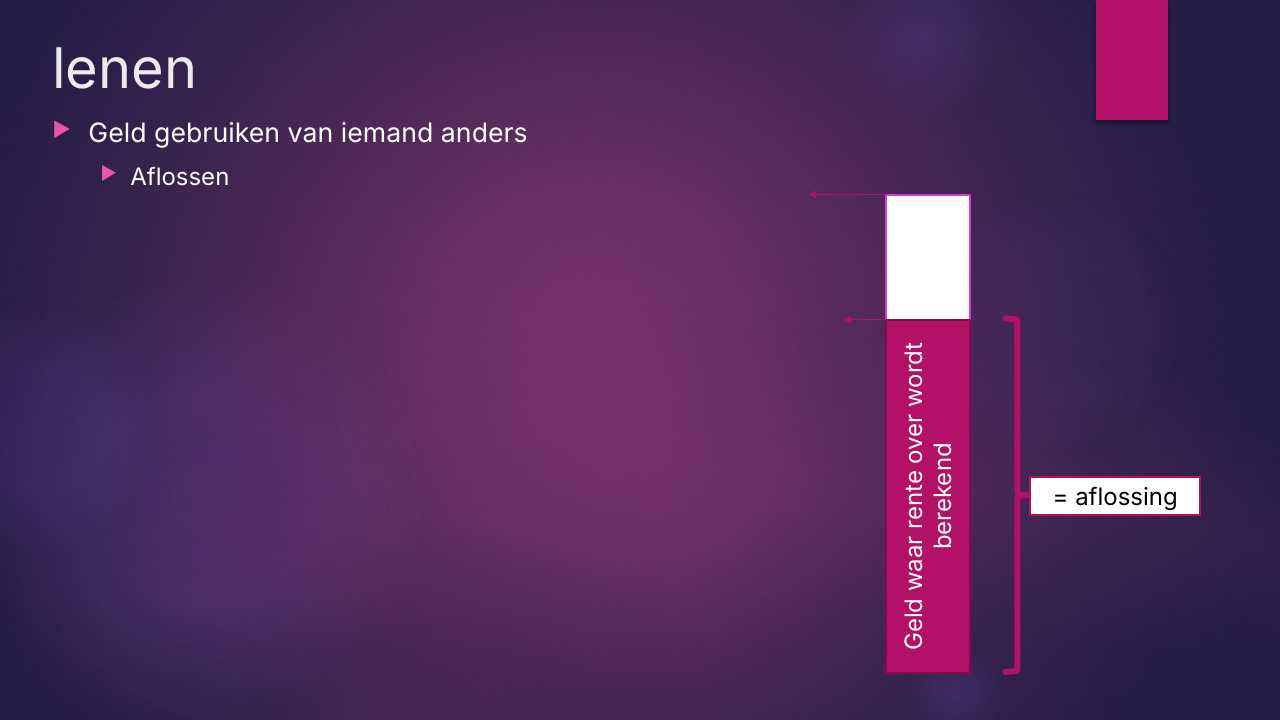 lenen
Geld gebruiken van iemand anders
Aflossen
Geld waar rente over wordt
berekend
= aflossing